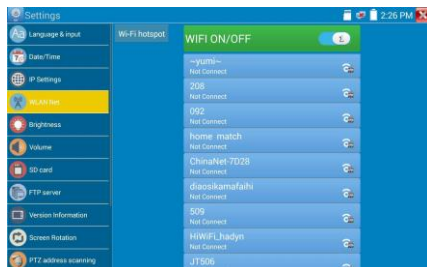 Settings
2:26 PM
Language & input
Date/Time
IP Settings
WLAN Net
Brightness
Volume
SD card
FTP server
Version Information
Screen Rotation
PTZ address scanning
Wi-Fi hotspot
WIFI ON/OFF
~yumi~
Not Connect
208
Not Connect
092
Not Connect
home match
Not Connect
ChinaNet-7D28
Not Connect
diaosikamafaihi
Not Connect
509
Not Connect
HiWiFi_hadyn
Not Connect
JT506